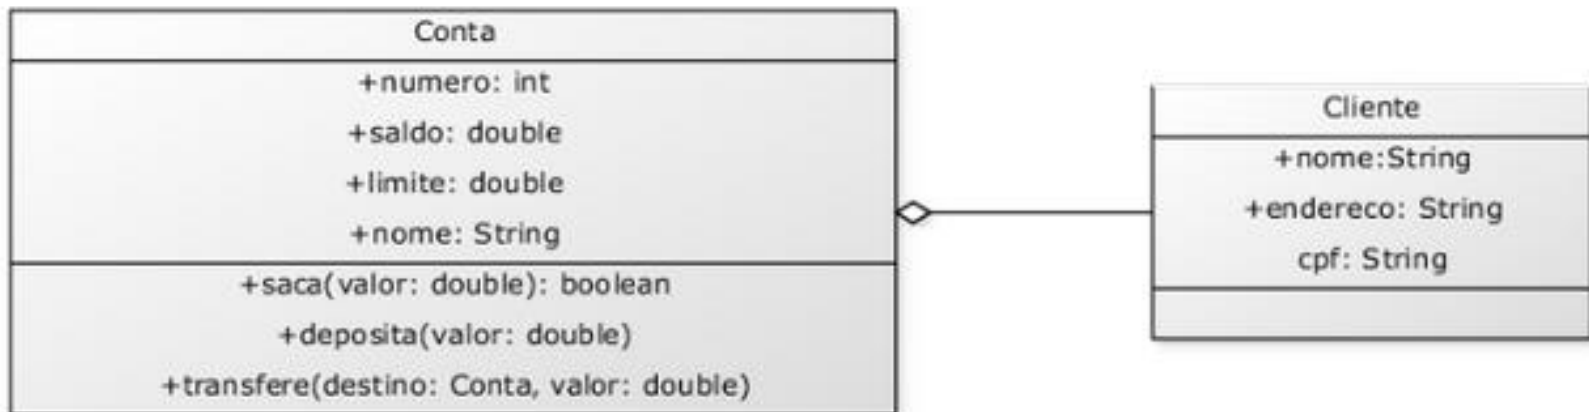 Conta
+numero: int
+saldo: double
+limite: double
+nome: String
+saca(valor: double): boolean
+deposita(valor: double)
+transfere(destino: Conta, valor: double)
Cliente
+nome:String
+endereco: String
cpf: String